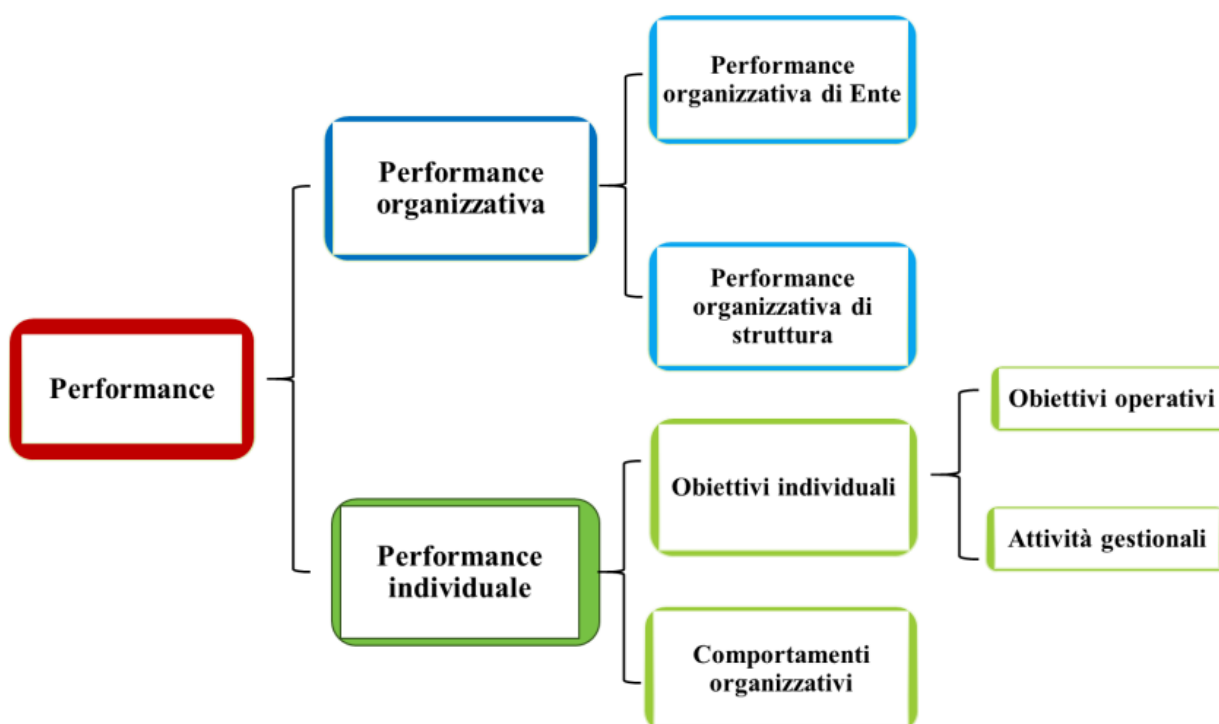 Performance
Performance
organizzativa
Performance
organizzativa di Ente
Performance
organizzativa di
struttura
Performance
individuale
Obiettivi individuali
Obiettivi operativi
Attività gestionali
Comportamenti
organizzativi